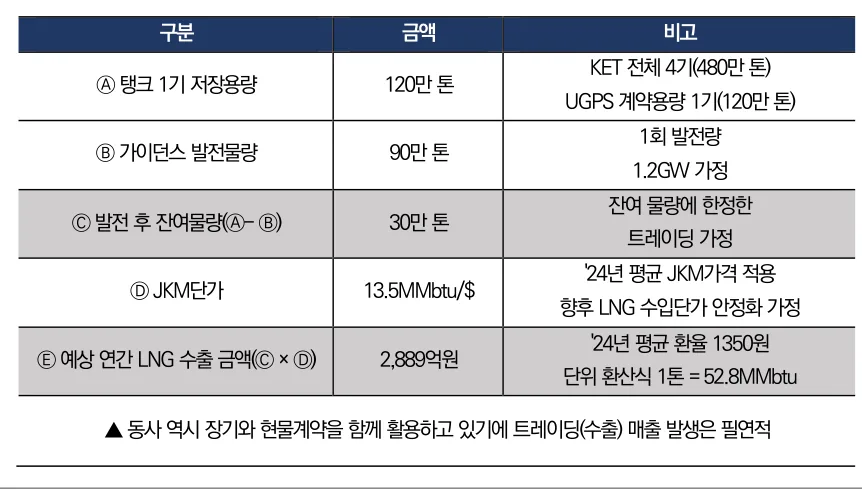 구분 금액 비고
Ⓐ 탱크 1기 저장용량 120만 톤 KET 전체 4기(480만 톤)
UGPS 계약용량 1기(120만 톤)
Ⓑ 가이던스 발전물량 90만 톤 1회 발전량
1.2GW 가정
Ⓒ 발전 후 잔여물량(Ⓐ- Ⓑ) 30만 톤 잔여 물량에 한정한
트레이딩 가정
Ⓓ JKM단가 13.5MMbtu/$ '24년 평균 JKM가격 적용
향후 LNG 수입단가 안정화 가정
Ⓔ 예상 연간 LNG 수출 금액(Ⓒ × Ⓓ) 2,889억원 '24년 평균 환율 1350원
단위 환산식 1톤 = 52.8MMbtu
▲ 동사 역시 장기와 현물계약을 함께 활용하고 있기에 트레이딩(수출) 매출 발생은 필연적